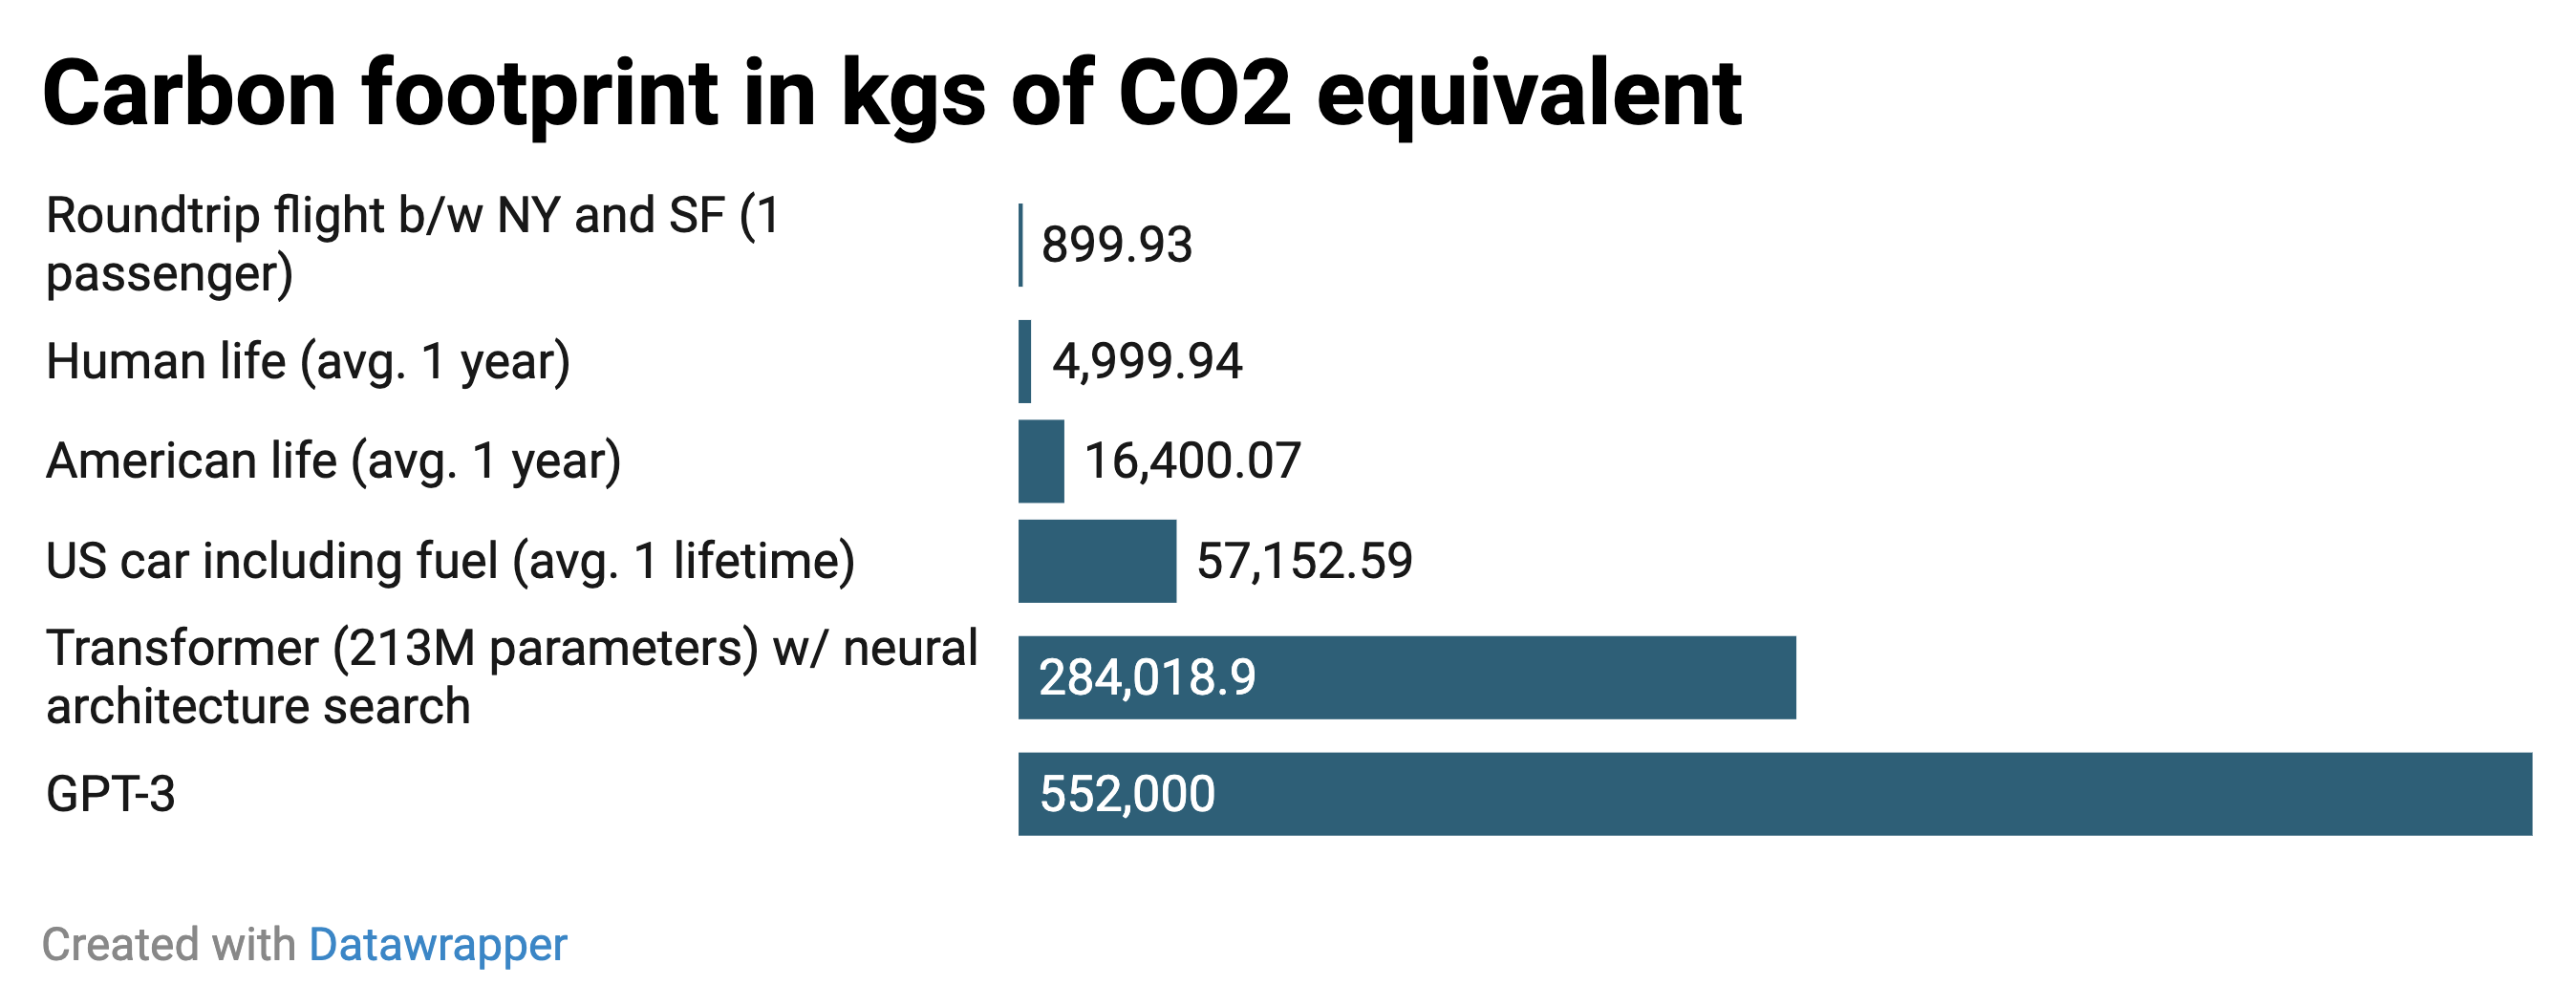 Carbon footprint in kgs of CO2 equivalent
Roundtrip flight b/w NY and SF (1
passenger)
899.93
Human life (avg. 1 year)
4,999.94
American life (avg. 1 year)
16,400.07
US car including fuel (avg. 1 lifetime)
57,152.59
Transformer (213M parameters) w/ neural
architecture search
284,018.9
GPT-3
552,000
Created with Datawrapper